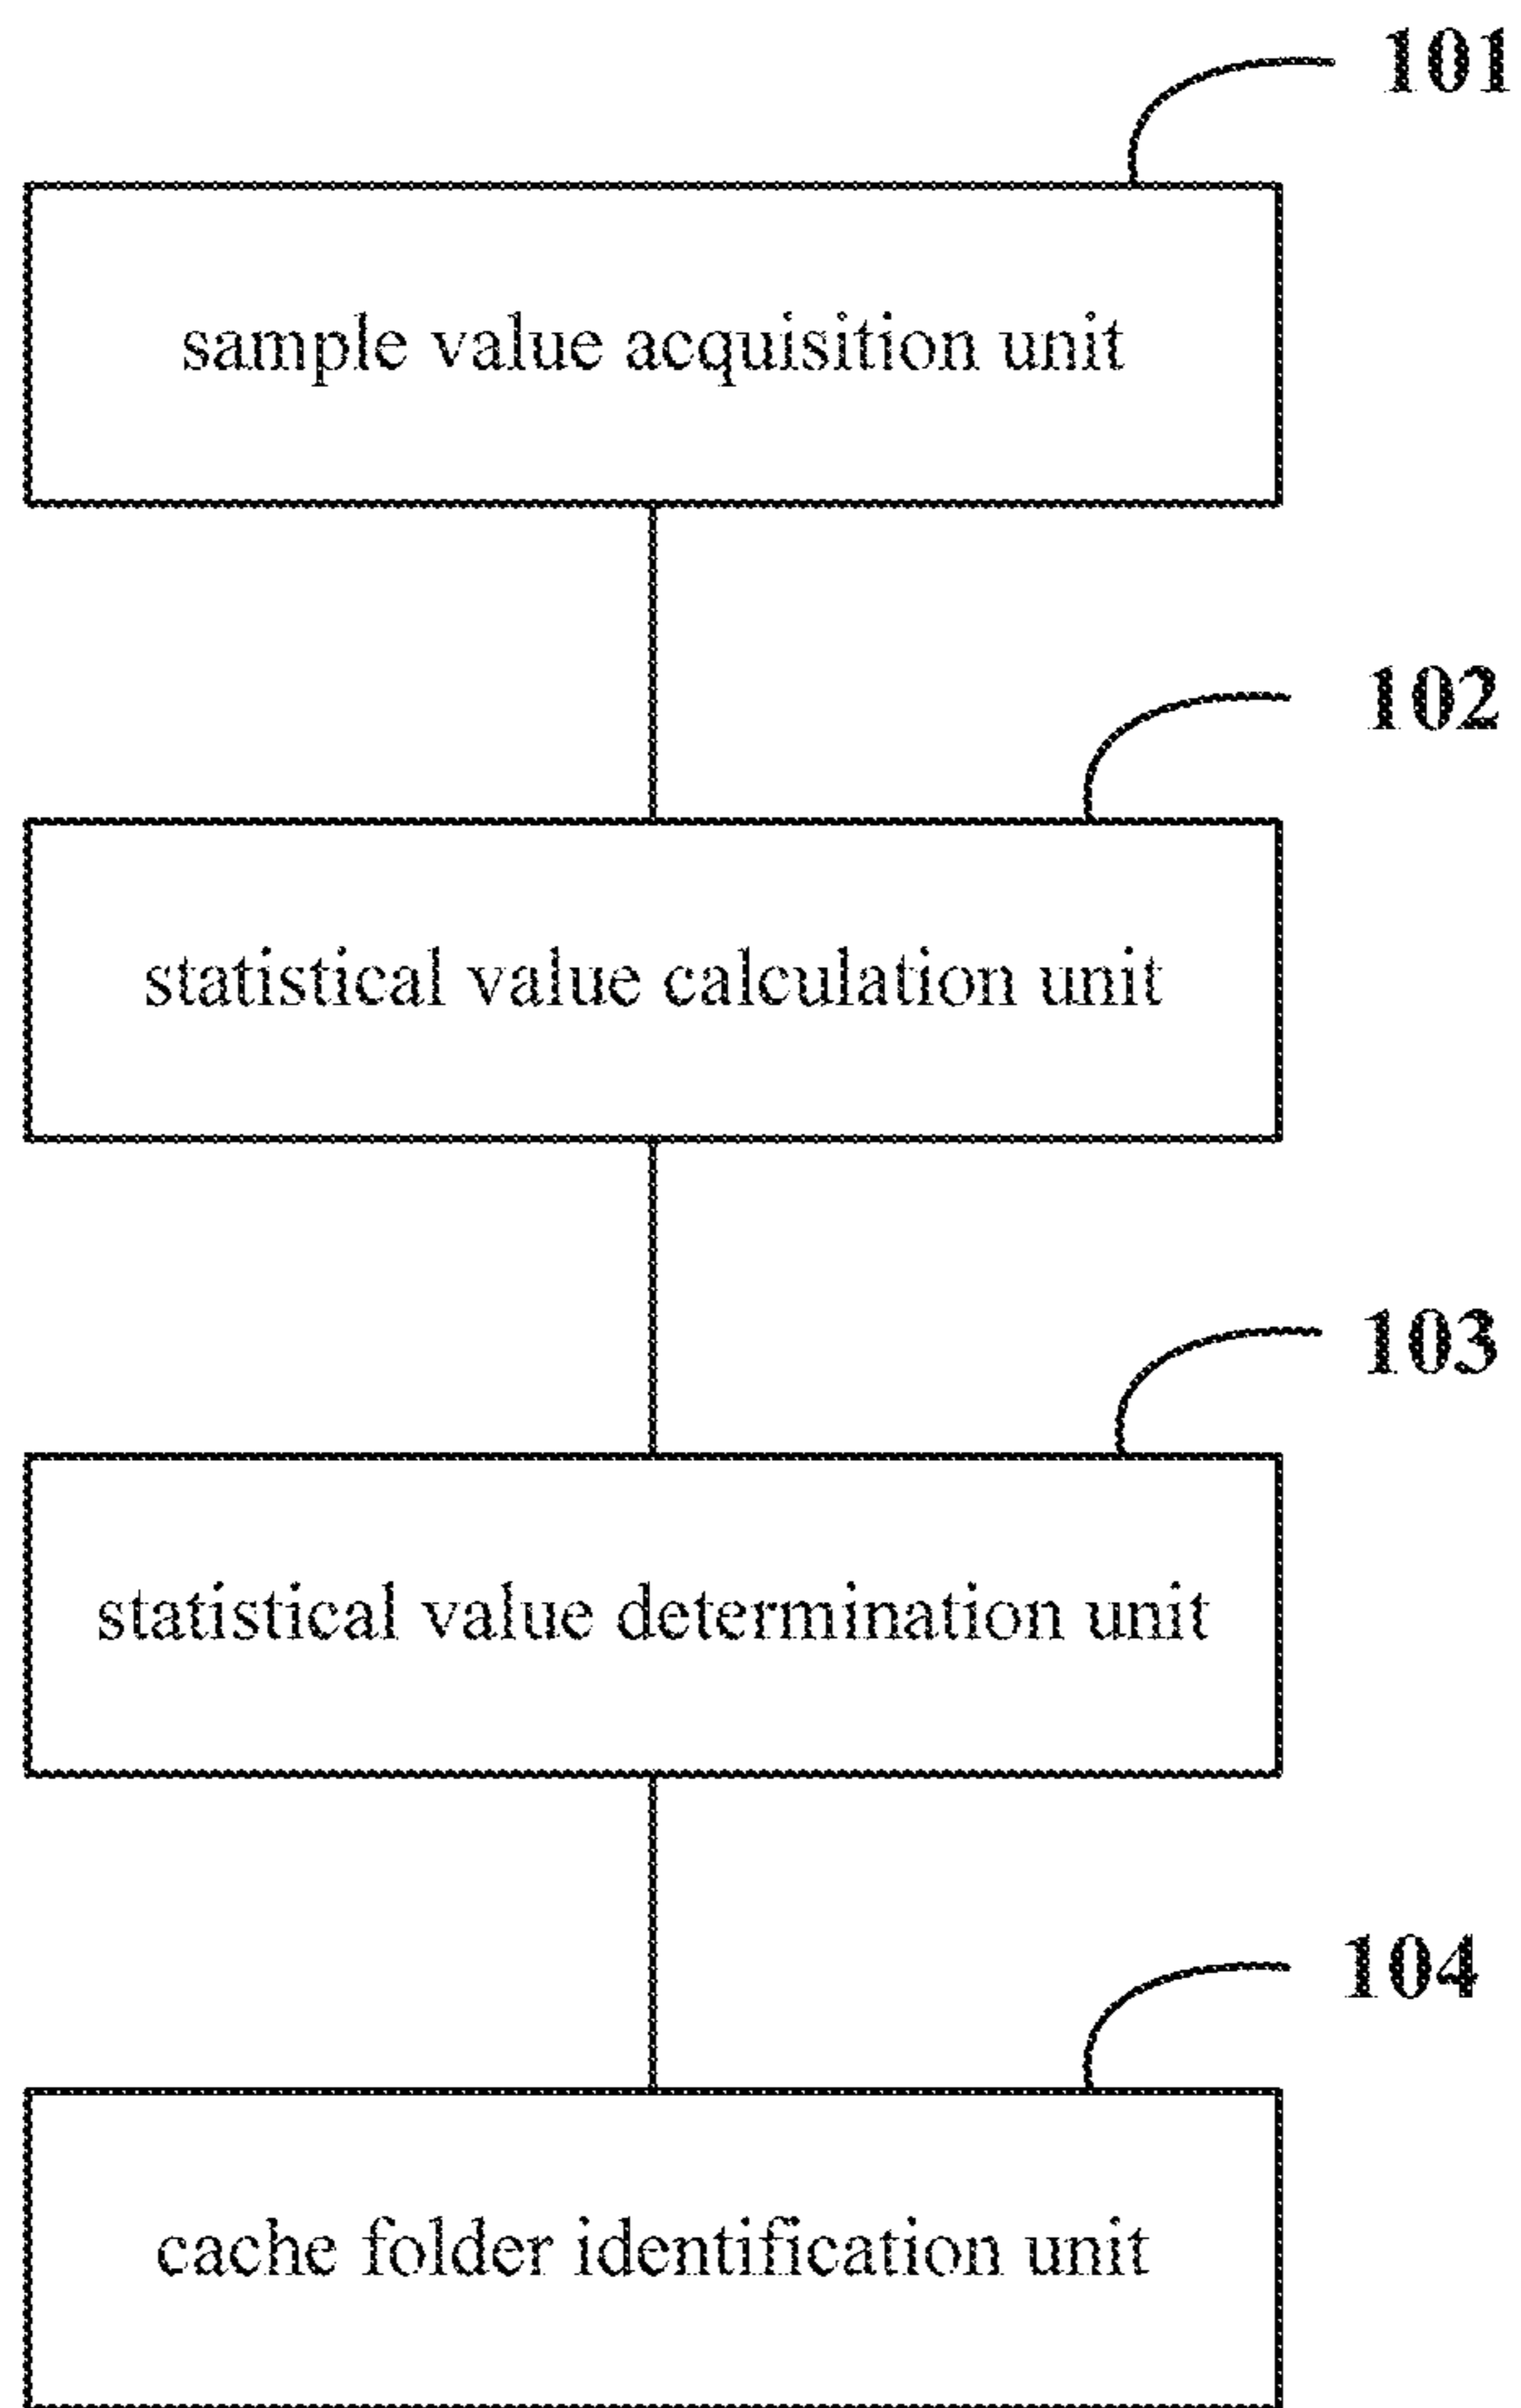 101
sample value acquisition unit
102
statistical value calculation unit
103
statistical value determination unit
104
cache folder identification unit